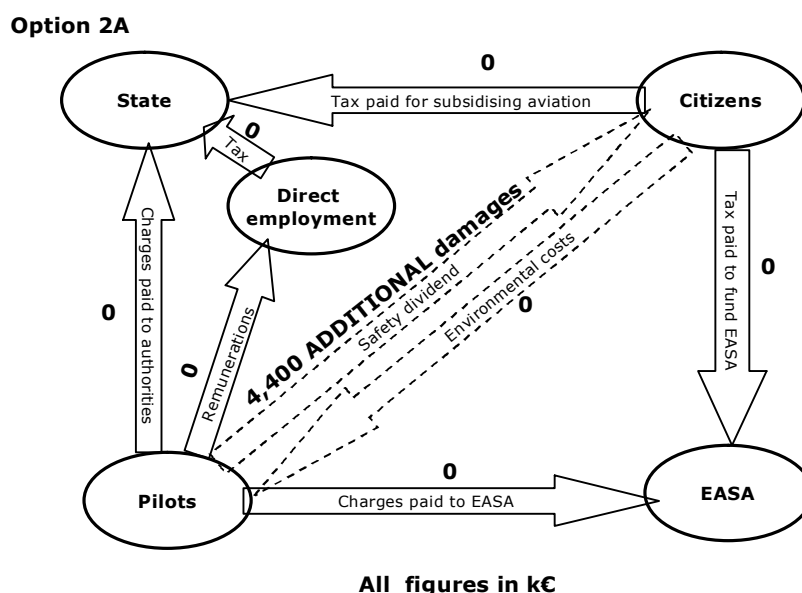 Option 2A
0
State
Tax paid for subsidising aviation
Citizens
0
Tax
Direct
employment
Charges paid to authorities
0
Remunerations
0
4,400 ADDITIONAL damages
Safety dividend
Environmental costs
0
Tax paid to fund EASA
0
Pilots
0
Charges paid to EASA
EASA
All figures in k€